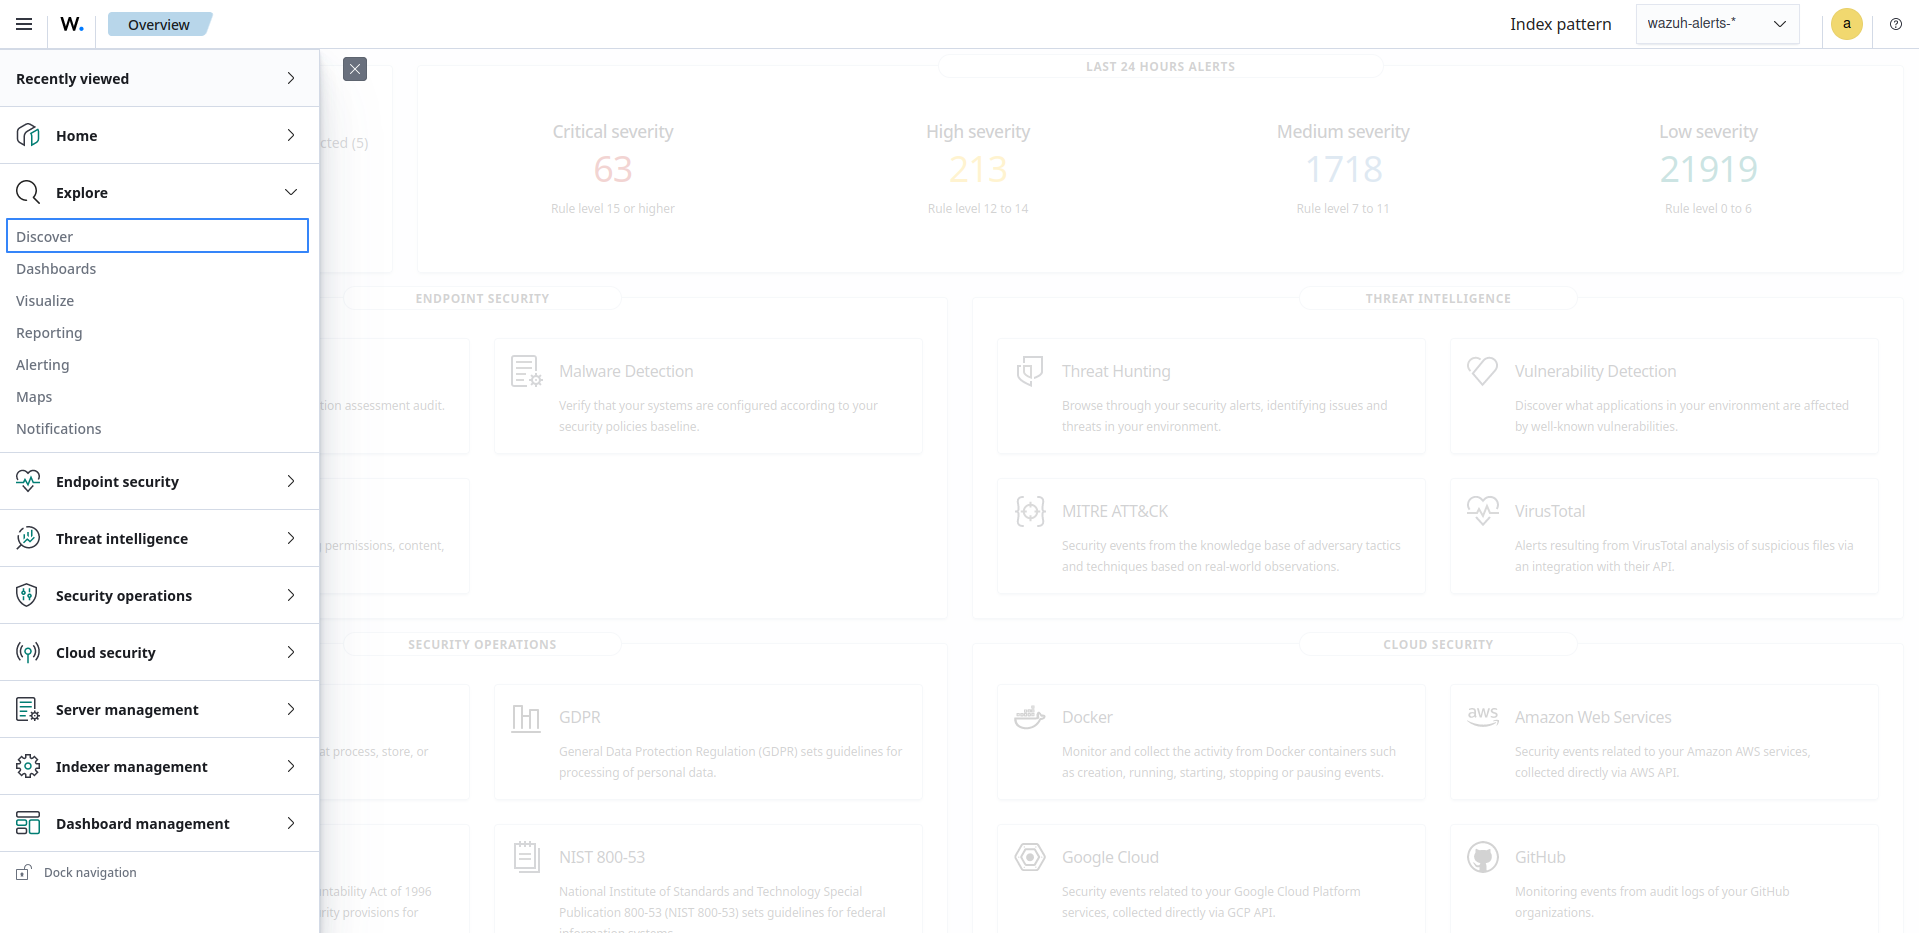 W.
Overview
Index pattern
wazuh-alerts-*
a
Recently viewed
Home
Explore
Discover
Dashboards
Visualize
Reporting
Alerting
Maps
Notifications
Endpoint security
Threat intelligence
Security operations
Cloud security
Server management
Indexer management
Dashboard management
Dock navigation
cted (5)
LAST 24 HOURS ALERTS
Critical severity
63
Rule level 15 or higher
High severity
213
Rule level 12 to 14
Medium severity
1718
Rule level 7 to 11
Low severity
21919
Rule level 0 to 6
ENDPOINT SECURITY
tion assessment audit.
Malware Detection
Verify that your systems are configured according to your
security policies baseline.
permissions, content,
THREAT INTELLIGENCE
Threat Hunting
Browse through your security alerts, identifying issues and
threats in your environment.
Vulnerability Detection
Discover what applications in your environment are affected
by well-known vulnerabilities.
MITRE ATT&CK
Security events from the knowledge base of adversary tactics
and techniques based on real-world observations.
VirusTotal
Alerts resulting from VirusTotal analysis of suspicious files via
an integration with their API.
SECURITY OPERATIONS
at process, store, or
GDPR
General Data Protection Regulation (GDPR) sets guidelines for
processing of personal data.
ntability Act of 1996
rity provisions for
NIST 800-53
National Institute of Standards and Technology Special
Publication 800-53 (NIST 800-53) sets guidelines for federal
information systems.
CLOUD SECURITY
Docker
Monitor and collect the activity from Docker containers such
as creation, running, starting, stopping or pausing events.
aws
Amazon Web Services
Security events related to your Amazon AWS services,
collected directly via AWS API.
Google Cloud
Security events related to your Google Cloud Platform
services, collected directly via GCP API.
GitHub
Monitoring events from audit logs of your GitHub
organizations.